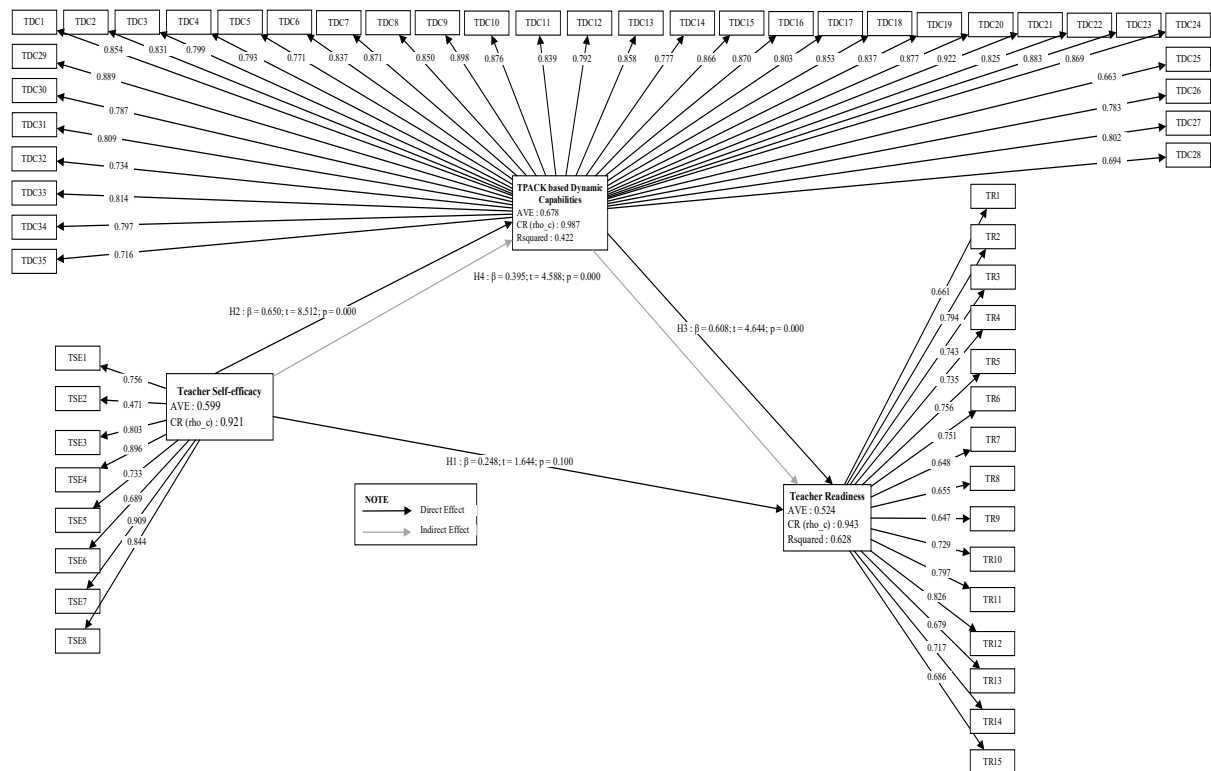 TDC1
TDC2
TDC3
TDC4
TDC5
TDC6
TDC7
TDC8
TDC9
TDC10
TDC11
TDC12
TDC13
TDC14
TDC15
TDC16
TDC17
TDC18
TDC19
TDC20
TDC21
TDC22
TDC23
TDC24
0.854
0.831
0.799
0.793
0.771
0.837
0.871
0.850
0.898
0.876
0.839
0.792
0.858
0.777
0.866
0.870
0.803
0.853
0.837
0.877
0.922
0.825
0.883
0.869
TDC29
TDC30
TDC31
TDC32
TDC33
TDC34
TDC35
0.889
0.787
0.809
0.734
0.814
0.797
0.716
TDC25
TDC26
TDC27
TDC28
0.663
0.783
0.802
0.694
TPACK based Dynamic
Capabilities
AVE : 0.678
CR (rho_c) : 0.987
Rsquared : 0.422
H4 : β = 0.395; t = 4.588; p = 0.000
H2 : β = 0.650; t = 8.512; p = 0.000
H3 : β = 0.608; t = 4.644; p = 0.000
H1 : β = 0.248; t = 1.644; p = 0.100
TSE1
TSE2
TSE3
TSE4
TSE5
TSE6
TSE7
TSE8
0.756
0.471
0.803
0.896
0.733
0.689
0.909
0.844
Teacher Self-efficacy
AVE : 0.599
CR (rho_c) : 0.921
NOTE
Direct Effect
Indirect Effect
Teacher Readiness
AVE : 0.524
CR (rho_c) : 0.943
Rsquared : 0.628
0.661
0.794
0.743
0.735
0.756
0.751
0.648
0.655
0.647
0.729
0.797
0.826
0.679
0.717
0.686
TR1
TR2
TR3
TR4
TR5
TR6
TR7
TR8
TR9
TR10
TR11
TR12
TR13
TR14
TR15